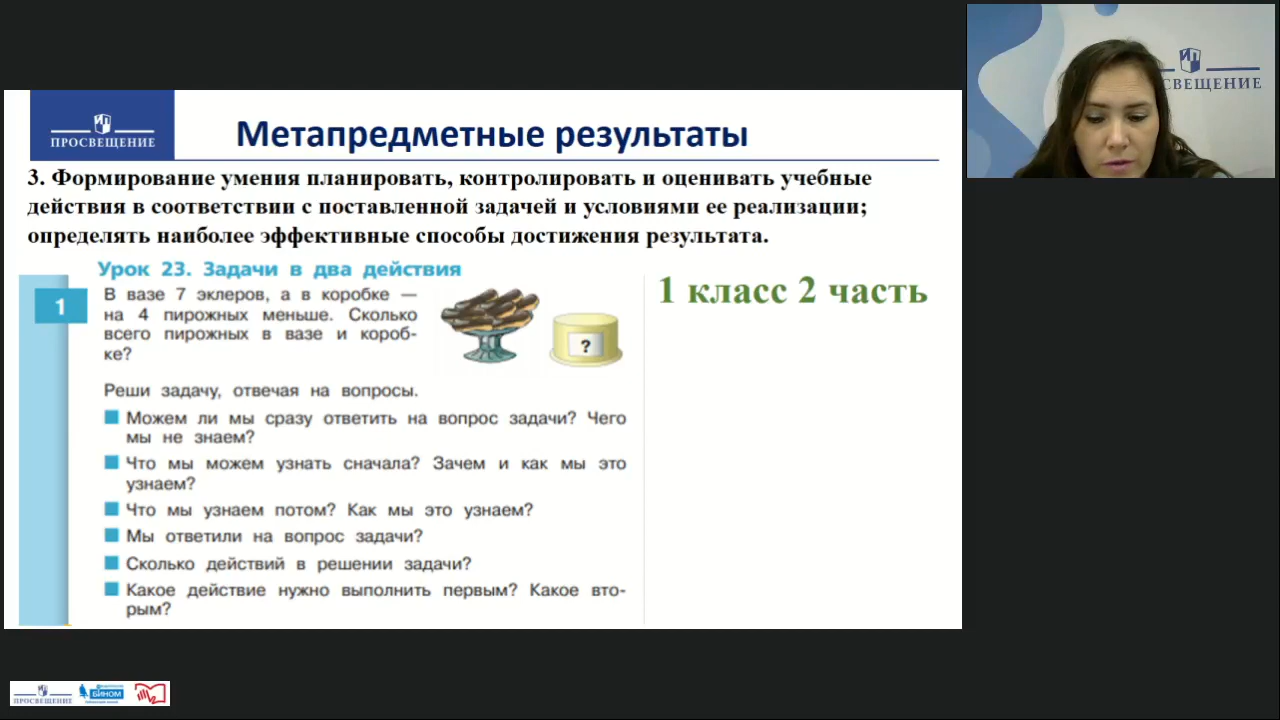 ПРОСВЕЩЕНИЕ
Метапредметные результаты
3. Формирование умения планировать, контролировать и оценивать учебные
действия в соответствии с поставленной задачей и условиями ее реализации;
определять наиболее эффективные способы достижения результата.
Урок 23. Задачи в два действия
1
В вазе 7 эклеров, а в коробке —
на 4 пирожных меньше. Сколько
всего пирожных в вазе и короб-
ке?
?
Реши задачу, отвечая на вопросы.
Можем ли мы сразу ответить на вопрос задачи? Чего
мы не знаем?
Что мы можем узнать сначала? Зачем и как мы это
узнаем?
Что мы узнаем потом? Как мы это узнаем?
Мы ответили на вопрос задачи?
Сколько действий в решении задачи?
Какое действие нужно выполнить первым? Какое вто-
рым?
1 класс 2 часть
СВЕЩЕНИЕ
ПРОСВЕЩЕНИЕ
БИНОМ